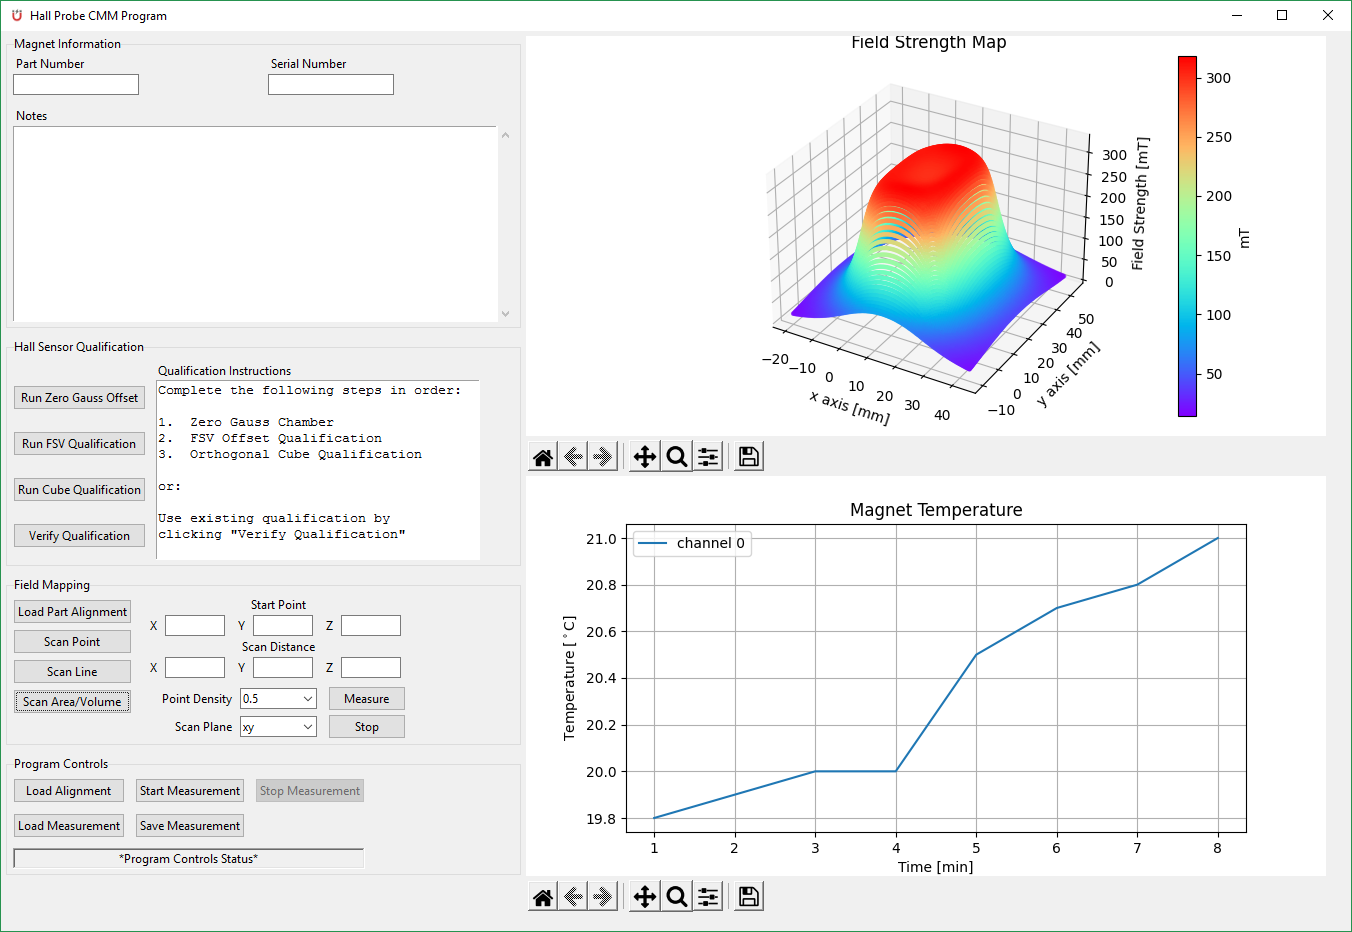 Hall Probe CMM Program
Magnet Information
Part Number
Serial Number
Notes
Hall Sensor Qualification
Qualification Instructions
Run Zero Gauss Offset
Run FSV Qualification
Run Cube Qualification
Verify Qualification
Complete the following steps in order:
1. Zero Gauss Chamber
2. FSV Offset Qualification
3. Orthogonal Cube Qualification
or:
Use existing qualification by
clicking "Verify Qualification"
Field Mapping
Load Part Alignment
Scan Point
Scan Line
Scan Area/Volume
Start Point
X Y Z
Scan Distance
X Y Z
Point Density 0.5 Measure
Scan Plane xy Stop
Program Controls
Load Alignment Start Measurement Stop Measurement
Load Measurement Save Measurement
*Program Controls Status*
Field Strength Map
300
250
200
150
100
50
0
Field Strength [mT]
−20 −10 0 10 20 30 40
x axis [mm]
−10 0 10 20 30 40 50
y axis [mm]
300
250
200
150
100
50
mT
Magnet Temperature
channel 0
21.0
20.8
20.6
20.4
20.2
20.0
19.8
Temperature [°C]
1 2 3 4 5 6 7 8
Time [min]